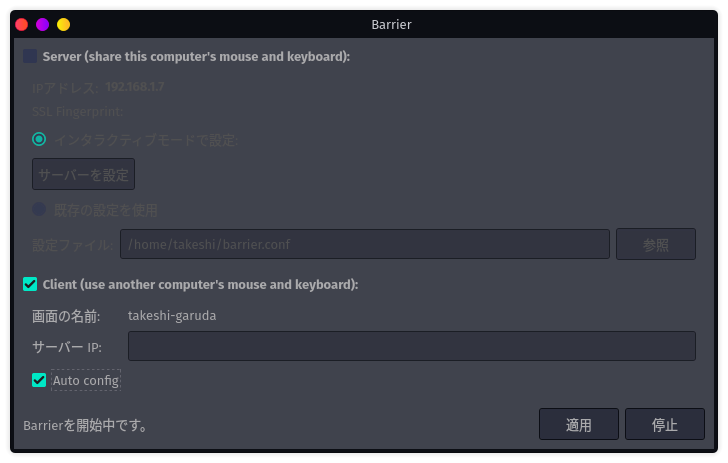 Barrier
Server (share this computer's mouse and keyboard):
IPアドレス: 192.168.1.7
SSL Fingerprint:
インタラクティブモードで設定:
サーバーを設定
既存の設定を使用
設定ファイル: /home/takeshi/barrier.conf 参照
Client (use another computer's mouse and keyboard):
画面の名前: takeshi-garuda
サーバー IP:
Auto config
Barrierを開始中です。 適用 停止